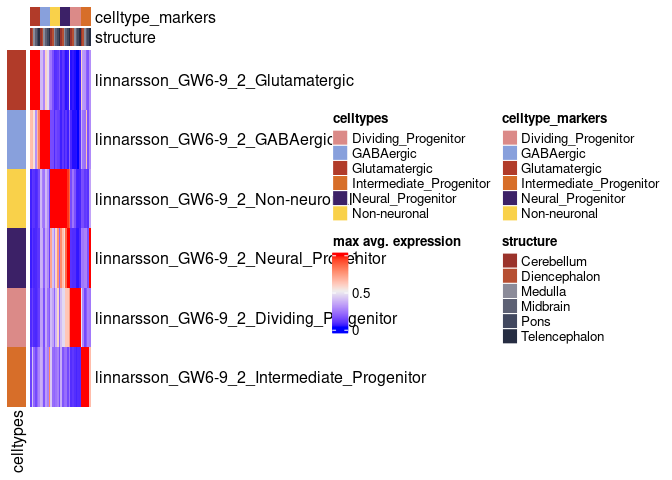 celltype_markers
structure
linnarsson_GW6-9_2_Glutamatergic
linnarsson_GW6-9_2_GABAergic
linnarsson_GW6-9_2_Non-neuronal
linnarsson_GW6-9_2_Neural_Progenitor
linnarsson_GW6-9_2_Dividing_Progenitor
linnarsson_GW6-9_2_Intermediate_Progenitor
celltypes
celltypes
Dividing_Progenitor
GABAergic
Glutamatergic
Intermediate_Progenitor
Neural_Progenitor
Non-neuronal
max avg. expression
1
0.5
0
celltype_markers
Dividing_Progenitor
GABAergic
Glutamatergic
Intermediate_Progenitor
Neural_Progenitor
Non-neuronal
structure
Cerebellum
Diencephalon
Medulla
Midbrain
Pons
Telencephalon